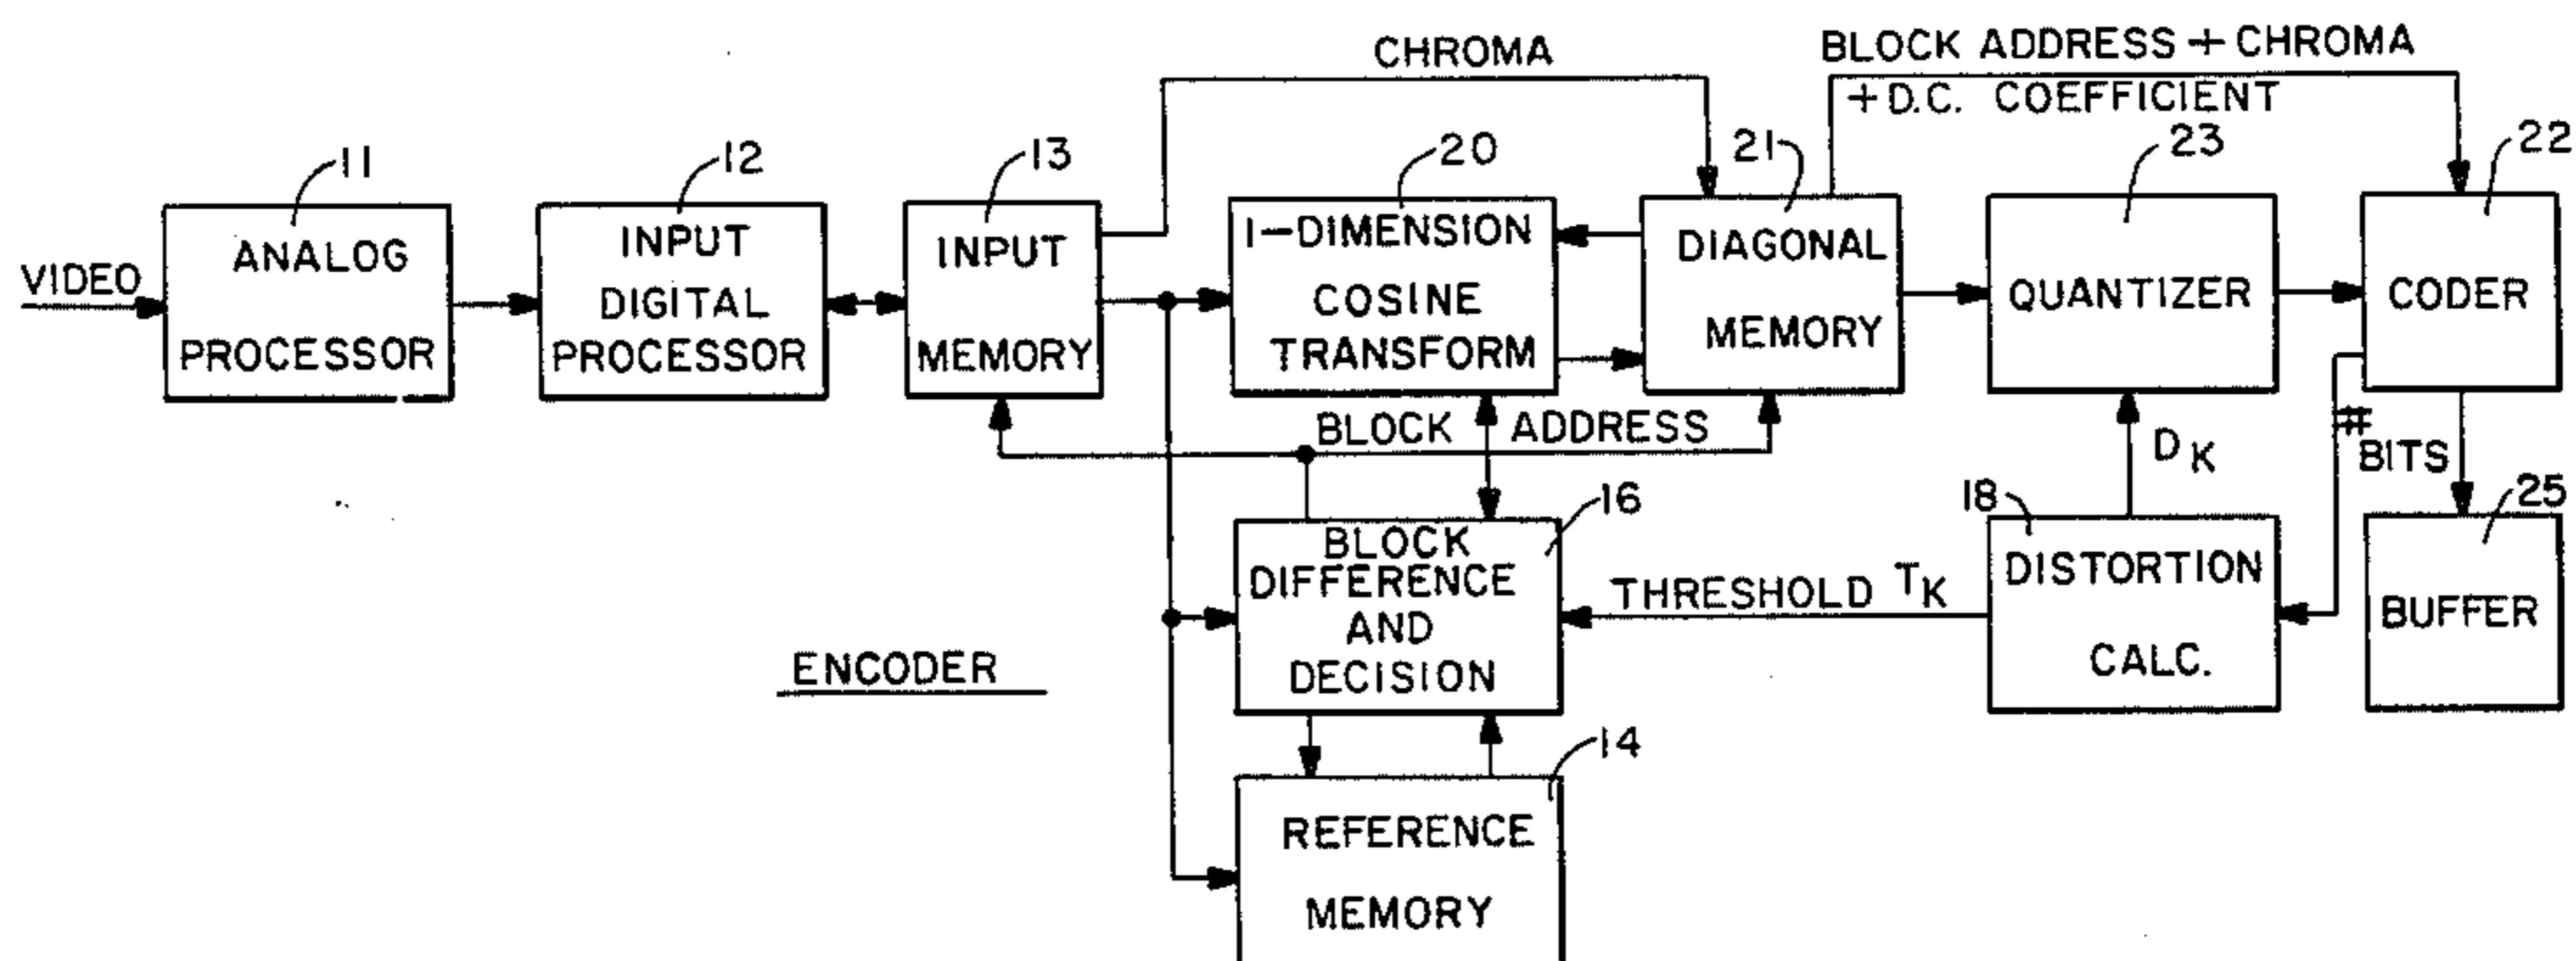 CHROMA
BLOCK ADDRESS + CHROMA
+ D.C. COEFFICIENT
11
12
13
20
21
23
22
VIDEO
ANALOG
PROCESSOR
INPUT
DIGITAL
PROCESSOR
INPUT
MEMORY
1-DIMENSION
COSINE
TRANSFORM
DIAGONAL
MEMORY
QUANTIZER
CODER
BLOCK ADDRESS
DK
# BITS
16
18
25
BLOCK
DIFFERENCE
AND
DECISION
THRESHOLD TK
DISTORTION
CALC.
BUFFER
ENCODER
14
REFERENCE
MEMORY